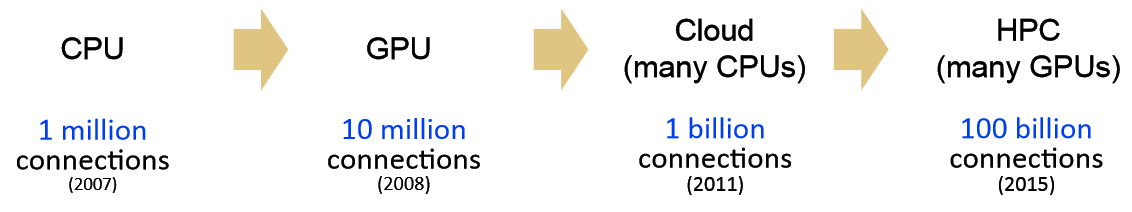 CPU
1 million
connections
(2007)
GPU
10 million
connections
(2008)
Cloud
(many CPUs)
1 billion
connections
(2011)
HPC
(many GPUs)
100 billion
connections
(2015)